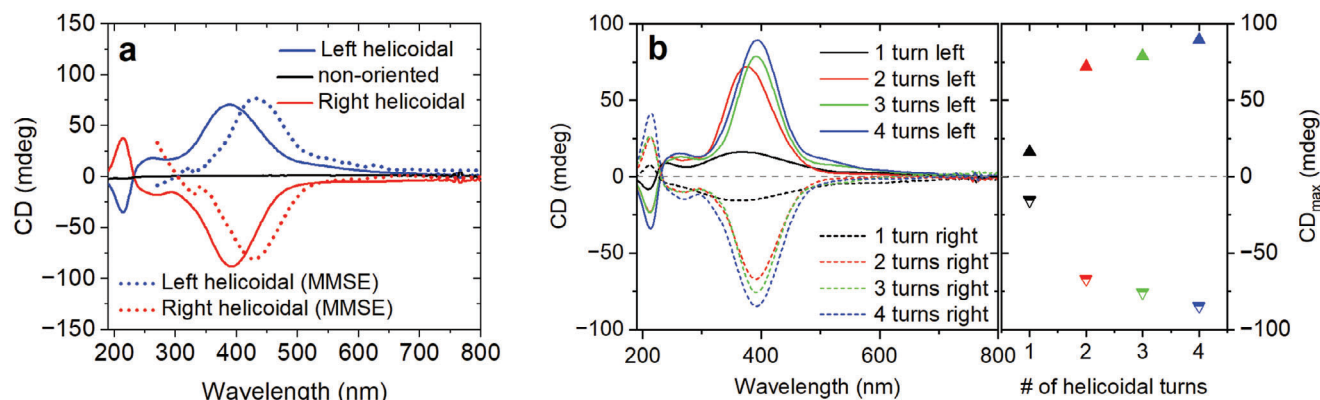 a
Left helicoidal
non-oriented
Right helicoidal
Left helicoidal (MMSE)
Right helicoidal (MMSE)
150
100
50
0
−50
−100
−150
CD (mdeg)
200 300 400 500 600 700 800
Wavelength (nm)
b
1 turn left
2 turns left
3 turns left
4 turns left
1 turn right
2 turns right
3 turns right
4 turns right
100
50
0
−50
−100
CD (mdeg)
200 400 600 800
Wavelength (nm)
1 2 3 4
# of helicoidal turns
100
50
0
−50
−100
CDmax (mdeg)